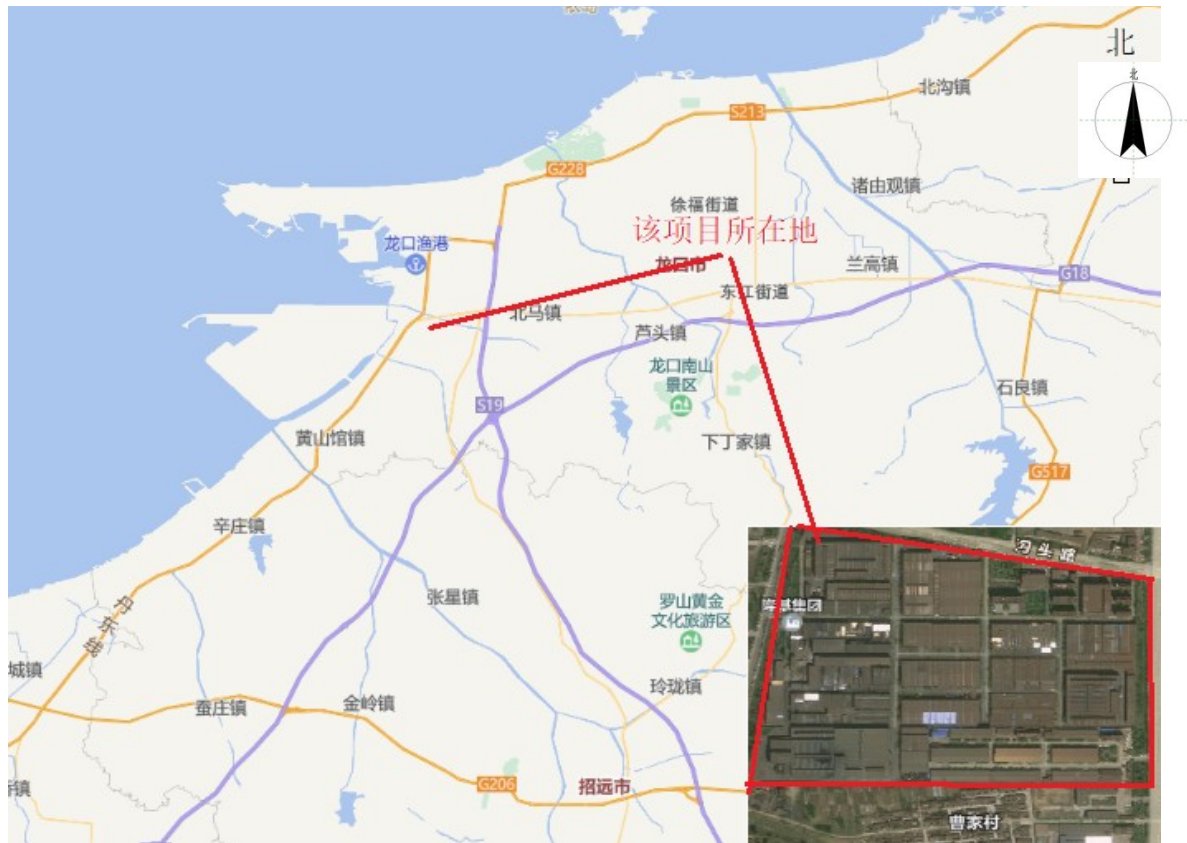 北
北
北沟镇
S213
G228
诸由观镇
徐福街道
该项目所在地
龙口渔港
龙口市
兰高镇
G18
东江街道
北马镇
芦头镇
龙口南山
景区
石良镇
S19
黄山馆镇
下丁家镇
G517
辛庄镇
张星镇
罗山黄金
文化旅游区
丹东线
城镇
玲珑镇
蚕庄镇
金岭镇
G206
招远市
镇
集团
曹家村